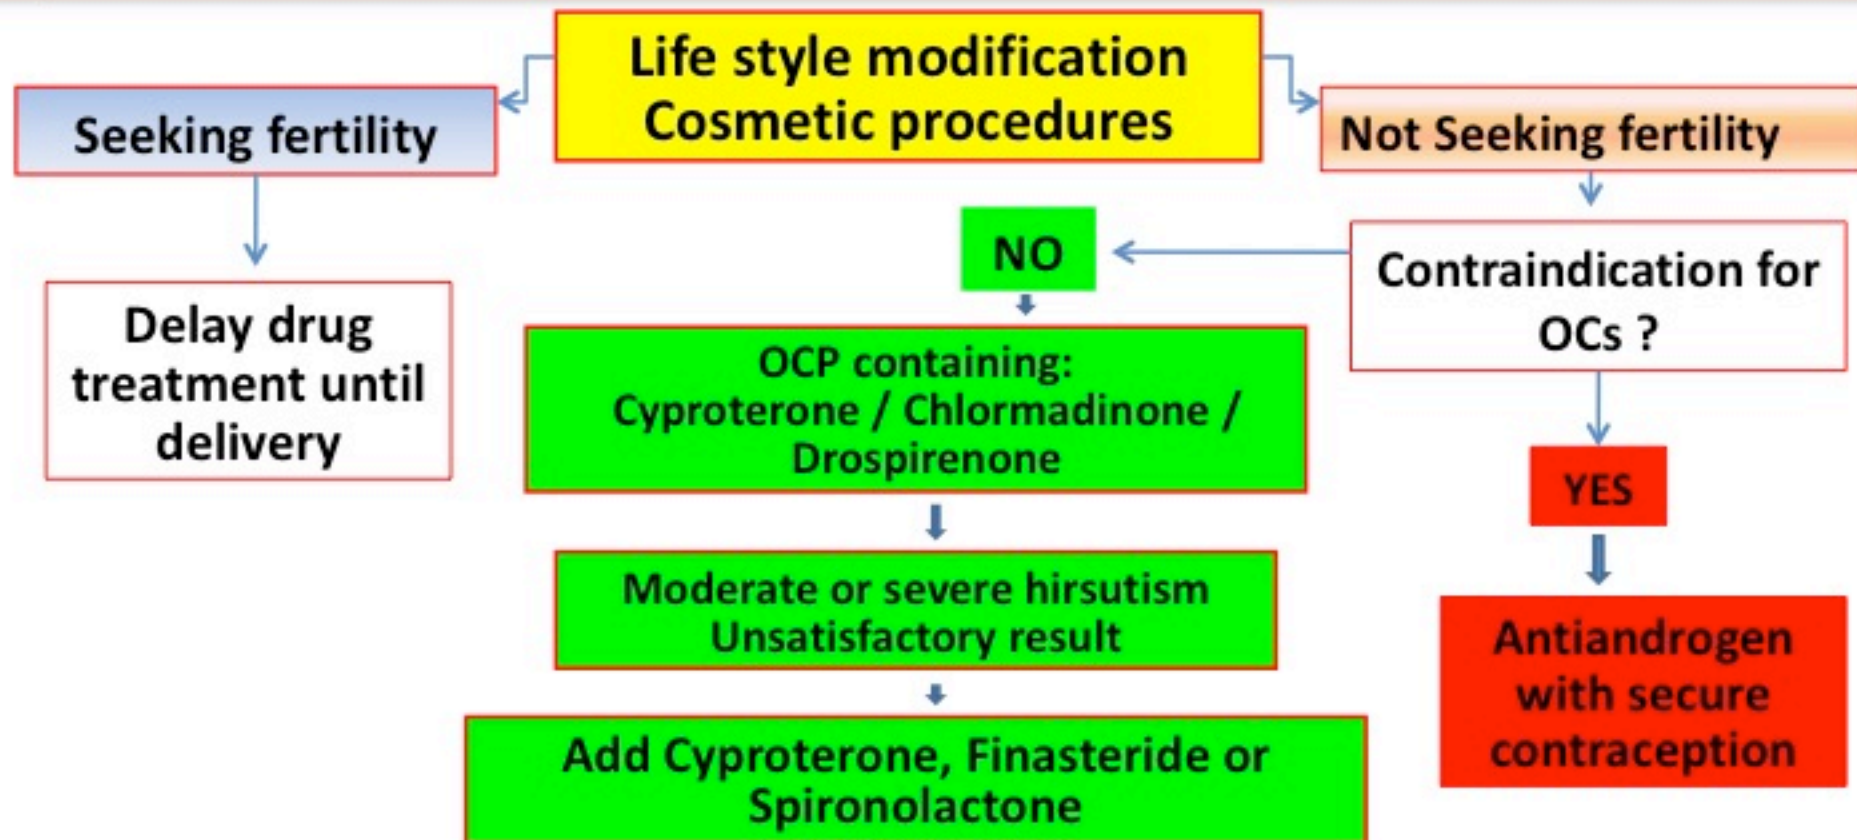 Life style modification
Cosmetic procedures
Seeking fertility
Not Seeking fertility
Delay drug
treatment until
delivery
NO
Contraindication for
OCs ?
OCP containing:
Cyproterone / Chlormadinone /
Drospirenone
YES
Moderate or severe hirsutism
Unsatisfactory result
Antiandrogen
with secure
contraception
Add Cyproterone, Finasteride or
Spironolactone